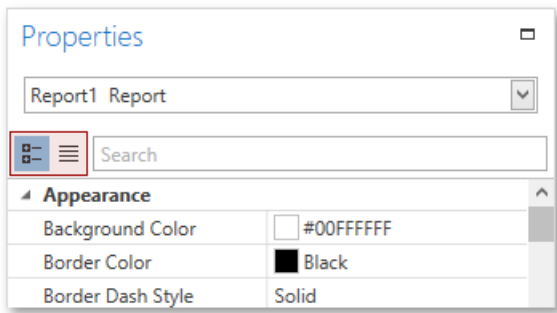 Properties
Report1 Report
Search
Appearance
Background Color #00FFFFFF
Border Color Black
Border Dash Style Solid